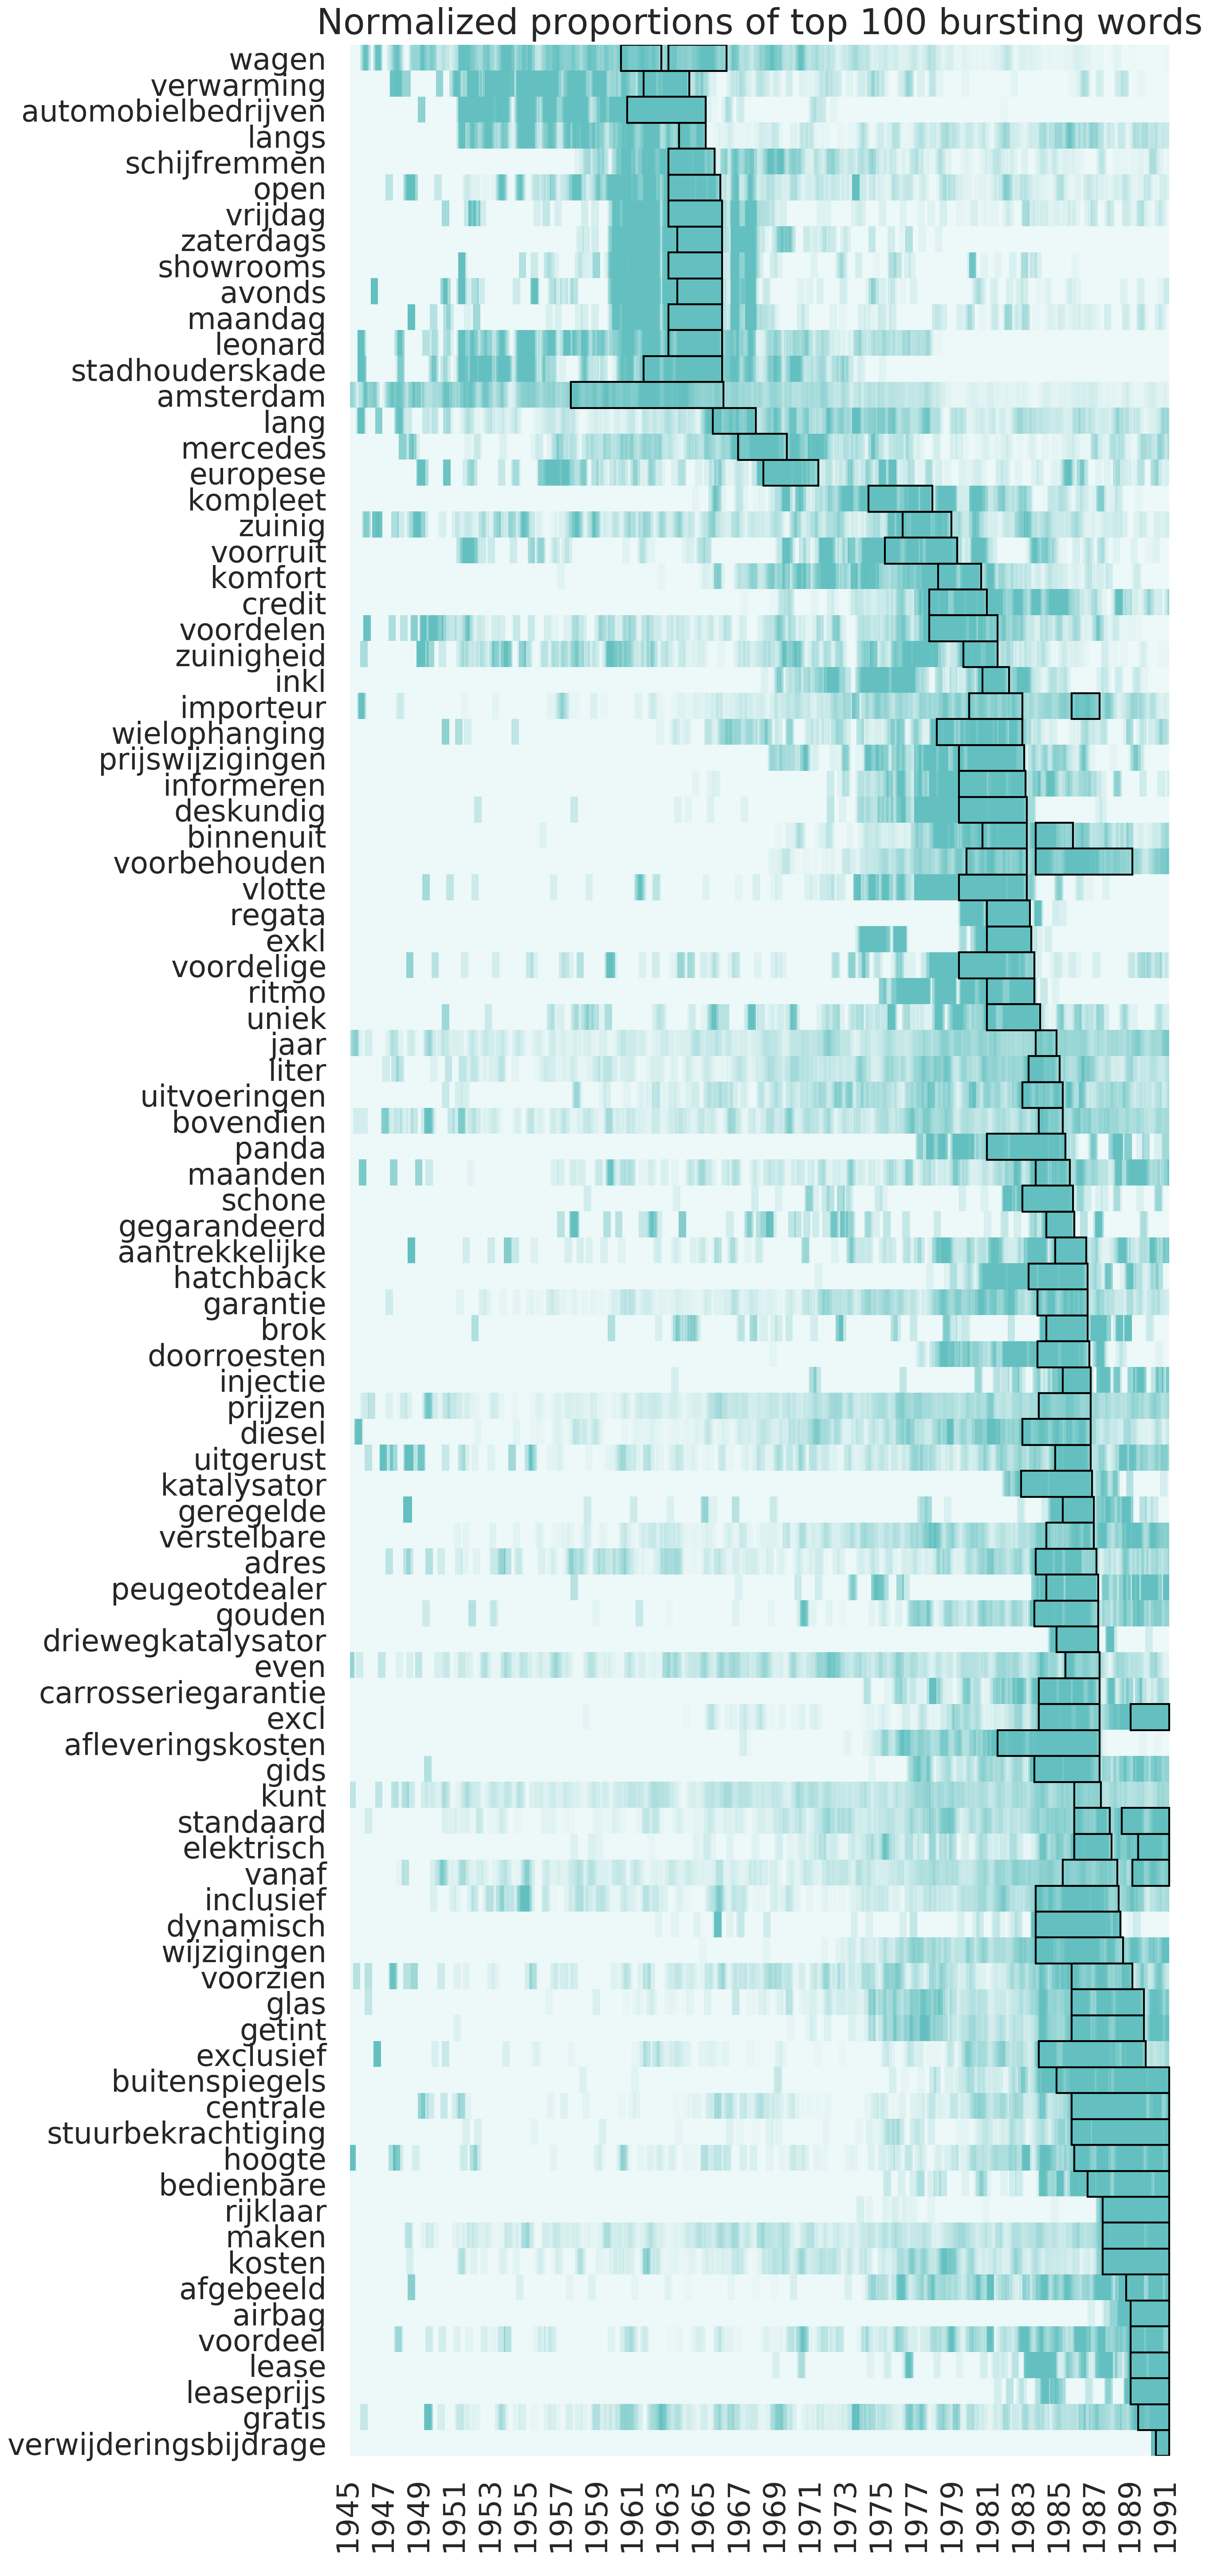 Normalized proportions of top 100 bursting words
wagen
verwarming
automobielbedrijven
langs
schijfremmen
open
vrijdag
zaterdags
showrooms
avonds
maandag
leonard
stadhouderskade
amsterdam
lang
mercedes
europese
kompleet
zuinig
voorruit
komfort
credit
voordelen
zuinigheid
inkl
importeur
wielophanging
prijswijzigingen
informeren
deskundig
binnenuit
voorbehouden
vlotte
regata
exkl
voordelige
ritmo
uniek
jaar
liter
uitvoeringen
bovendien
panda
maanden
schone
gegarandeerd
aantrekkelijke
hatchback
garantie
brok
doorroesten
injectie
prijzen
diesel
uitgerust
katalysator
geregelde
verstelbare
adres
peugeotdealer
gouden
driewegkatalysator
even
carrosseriegarantie
excl
afleveringskosten
gids
kunt
standaard
elektrisch
vanaf
inclusief
dynamisch
wijzigingen
voorzien
glas
getint
exclusief
buitenspiegels
centrale
stuurbekrachtiging
hoogte
bedienbare
rijklaar
maken
kosten
afgebeeld
airbag
voordeel
lease
leaseprijs
gratis
verwijderingsbijdrage
1945 1947 1949 1951 1953 1955 1957 1959 1961 1963 1965 1967 1969 1971 1973 1975 1977 1979 1981 1983 1985 1987 1989 1991